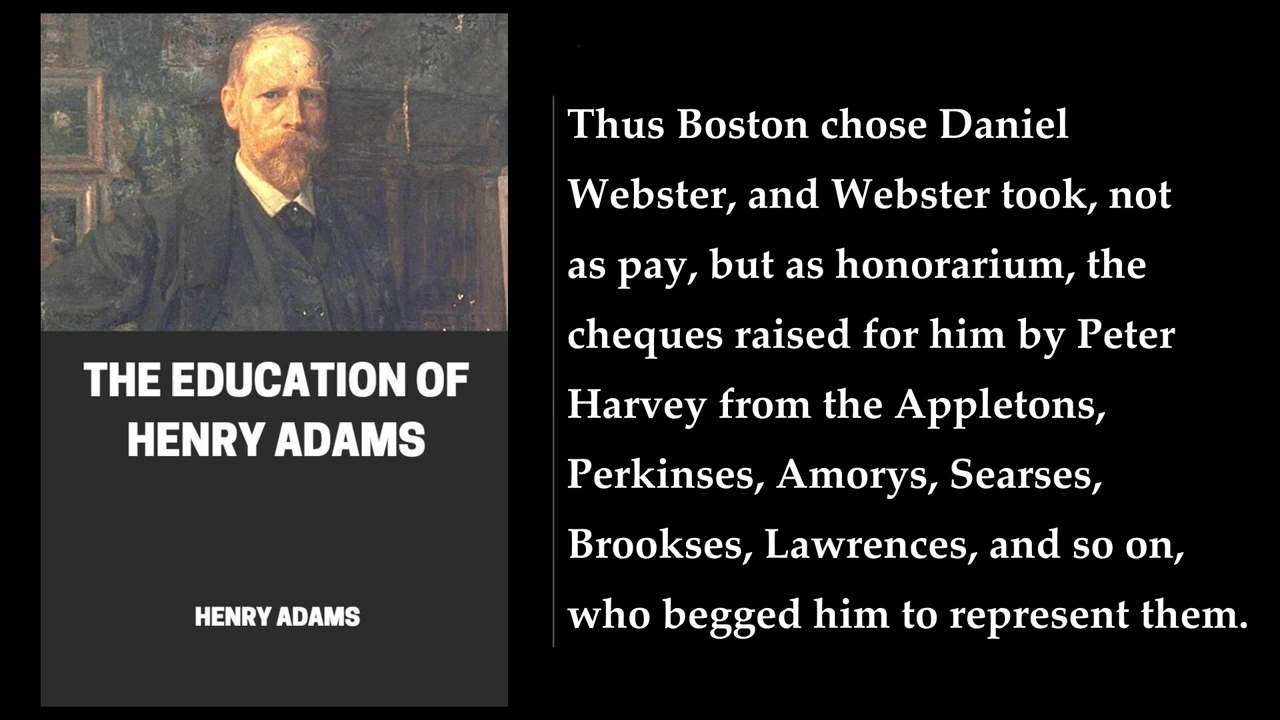 THE EDUCATION OF
HENRY ADAMS
HENRY ADAMS
Thus Boston chose Daniel
Webster, and Webster took, not
as pay, but as honorarium, the
cheques raised for him by Peter
Harvey from the Appletons,
Perkinses, Amorys, Searses,
Brookses, Lawrences, and so on,
who begged him to represent them.